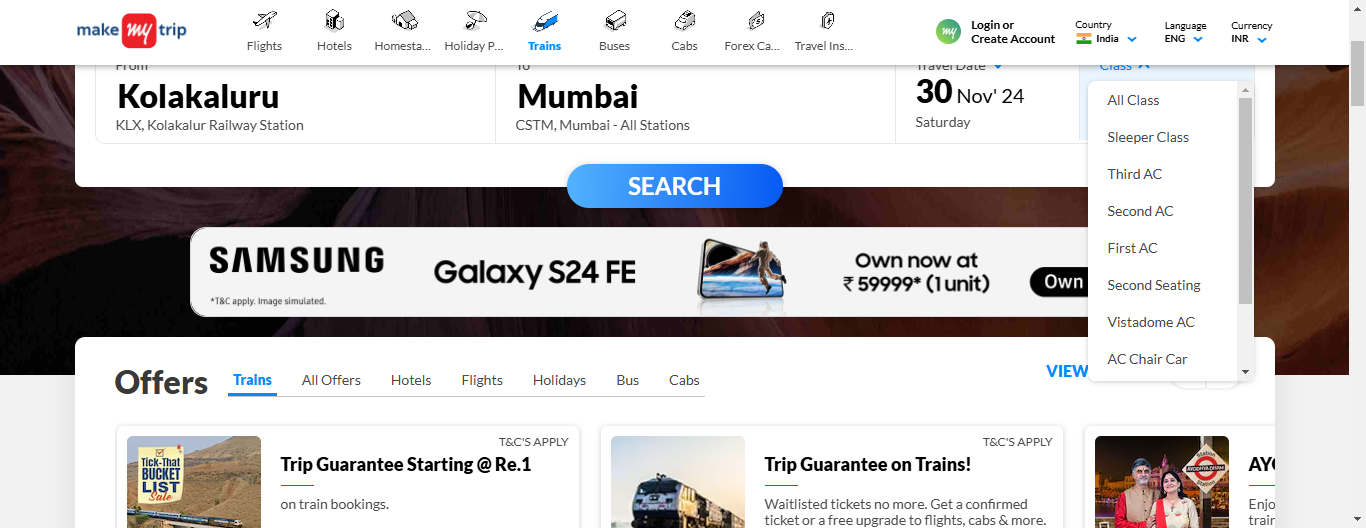 make my trip
Flights
Hotels
Homesta...
Holiday P...
Trains
Buses
Cabs
Forex Ca...
Travel Ins...
my
Login or
Create Account
Country
India
Language
ENG
Currency
INR
From
To
Travel Date
Class
Kolakaluru
KLX, Kolakalur Railway Station
Mumbai
CSTM, Mumbai - All Stations
30 Nov' 24
Saturday
All Class
Sleeper Class
Third AC
Second AC
First AC
Second Seating
Vistadome AC
AC Chair Car
SEARCH
SAMSUNG
*T&C apply. Image simulated.
Galaxy S24 FE
Own now at
₹ 59999* (1 unit)
Own
Offers
Trains
All Offers
Hotels
Flights
Holidays
Bus
Cabs
VIEW
T&C'S APPLY
TICK-THAT
BUCKET
LIST
Sale
Trip Guarantee Starting @ Re.1
on train bookings.
T&C'S APPLY
Trip Guarantee on Trains!
Waitlisted tickets no more. Get a confirmed
ticket or a free upgrade to flights, cabs & more.
Station
AYODHYA DHAM
Station
AYO
Enjo
train